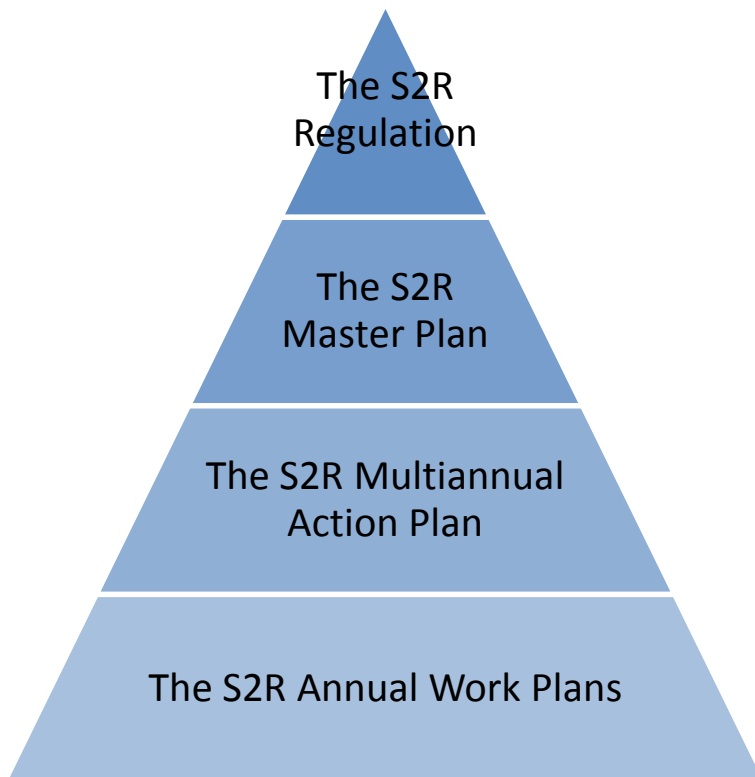 The S2R
Regulation
The S2R
Master Plan
The S2R Multiannual
Action Plan
The S2R Annual Work Plans